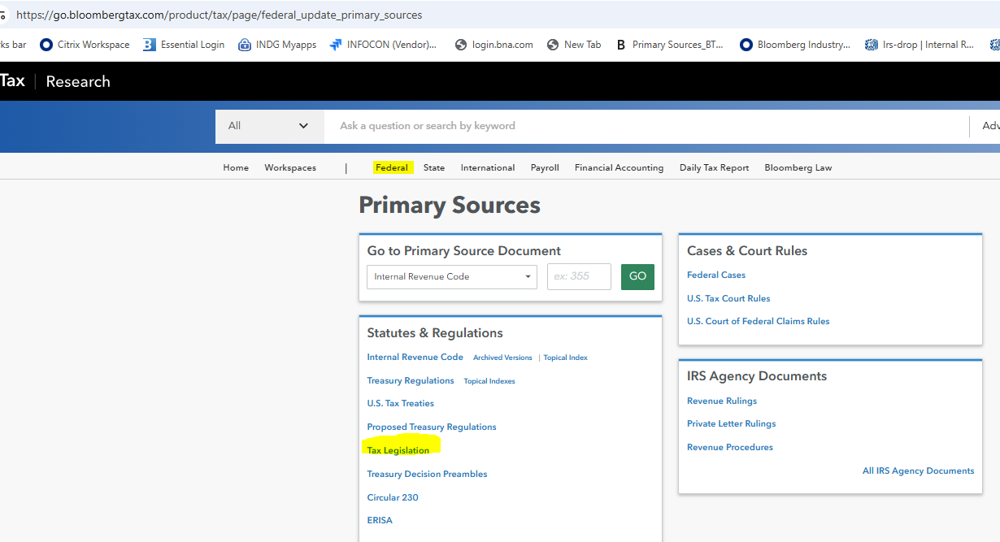 https://go.bloombergtax.com/product/tax/page/federal_update_primary_sources
ks bar Citrix Workspace Essential Login INDG Myapps INFOCON (Vendor)... login.bna.com New Tab B Primary Sources_BT... Bloomberg Industry... Irs-drop | Internal R...
Tax | Research
All Ask a question or search by keyword Adv
Home Workspaces | Federal State International Payroll Financial Accounting Daily Tax Report Bloomberg Law
Primary Sources
Go to Primary Source Document
Internal Revenue Code ex: 355 GO
Statutes & Regulations
Internal Revenue Code Archived Versions | Topical Index
Treasury Regulations Topical Indexes
U.S. Tax Treaties
Proposed Treasury Regulations
Tax Legislation
Treasury Decision Preambles
Circular 230
ERISA
Cases & Court Rules
Federal Cases
U.S. Tax Court Rules
U.S. Court of Federal Claims Rules
IRS Agency Documents
Revenue Rulings
Private Letter Rulings
Revenue Procedures
All IRS Agency Documents